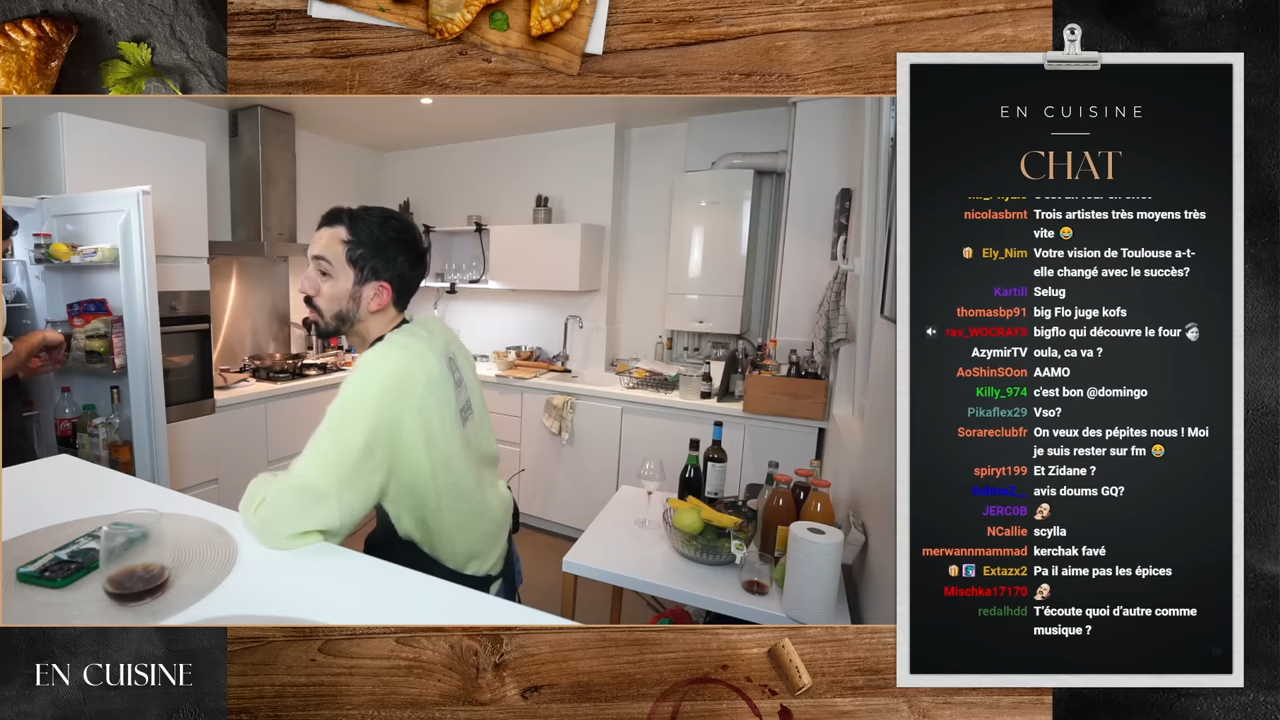 EN CUISINE
CHAT
nicolasbrnt Trois artistes très moyens très
vite 😂
Ely_Nim Votre vision de Toulouse a-t-
elle changé avec le succès?
Kartill Selug
thomasbp91 big Flo juge kofs
rav_WOCRAYS bigflo qui découvre le four
AzymirTV oula, ca va ?
AoShinSOon AAMO
Killy_974 c'est bon @domingo
Pikaflex29 Vso?
Sorareclubfr On veux des pépites nous ! Moi
je suis rester sur fm 😂
spiryt199 Et Zidane ?
avis doums GQ?
JERC0B
NCallie scylla
merwannmammad kerchak favé
Extazx2 Pa il aime pas les épices
Mischka17170
redalhdd T'écoute quoi d'autre comme
musique ?
EN CUISINE